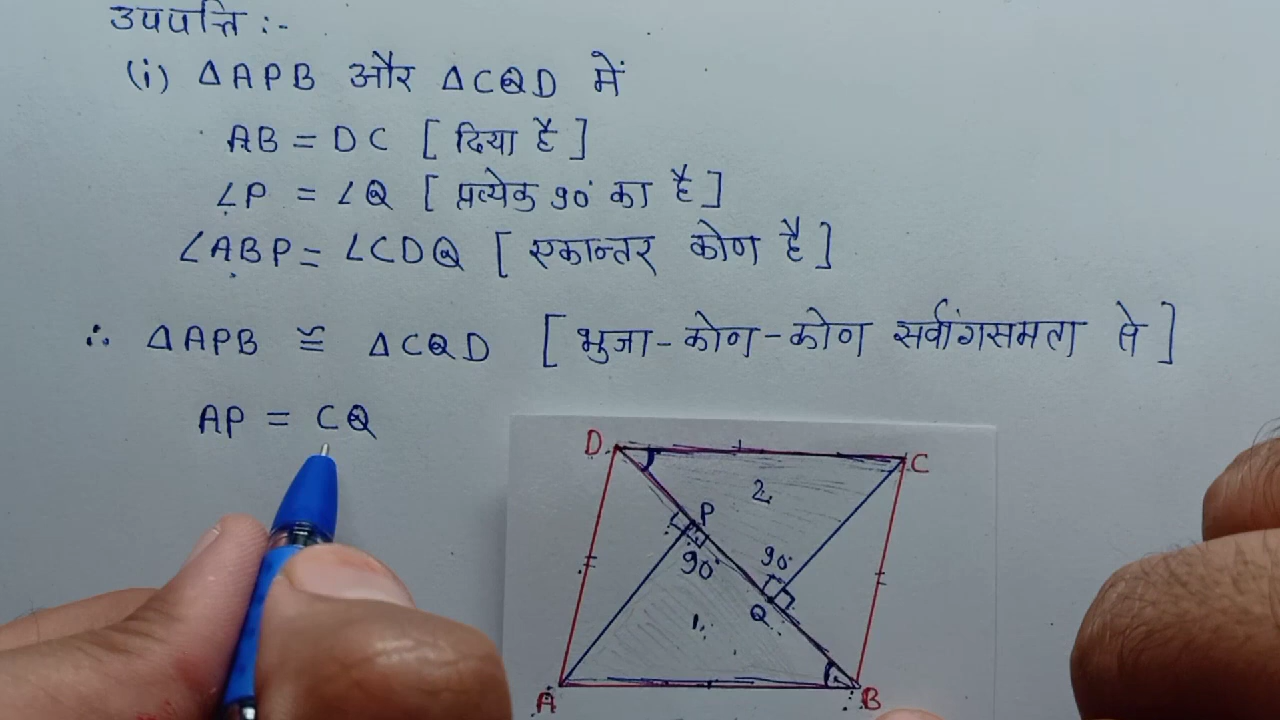 उपपत्ति :-
(i) ΔAPB और ΔCQD में
AB = DC [ दिया है ]
∠P = ∠Q [ प्रत्येक 90° का है ]
∠ABP = ∠CDQ [ एकान्तर कोण है ]
∴ ΔAPB ≅ ΔCQD [ भुजा-कोण-कोण सर्वांगसमता से ]
AP = CQ
D
C
2
P
90°
90°
Q
1.
A
B